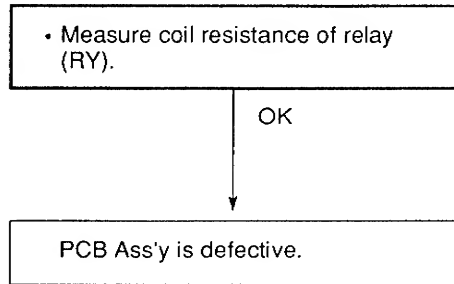 • Measure coil resistance of relay
(RY).
OK
PCB Ass'y is defective.